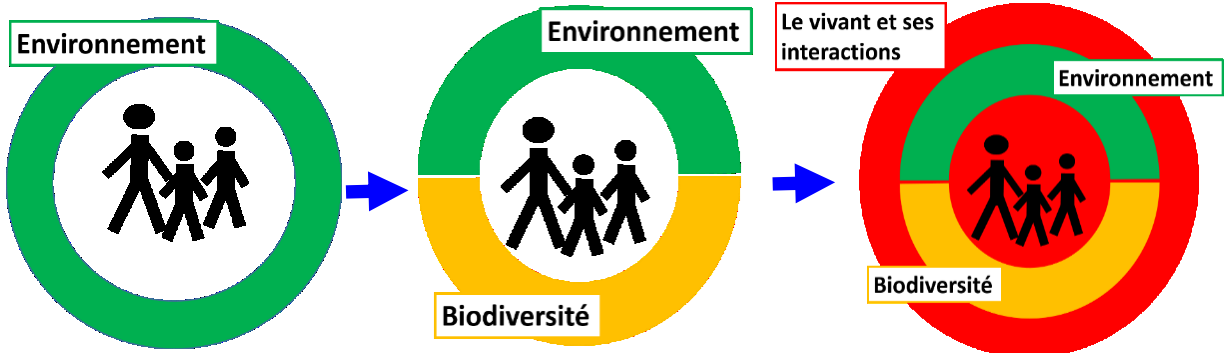 Environnement
Environnement
Biodiversité
Le vivant et ses
interactions
Environnement
Biodiversité